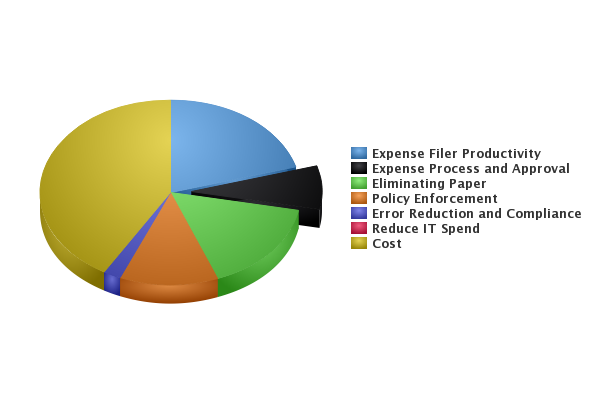 Expense Filer Productivity
Expense Process and Approval
Eliminating Paper
Policy Enforcement
Error Reduction and Compliance
Reduce IT Spend
Cost